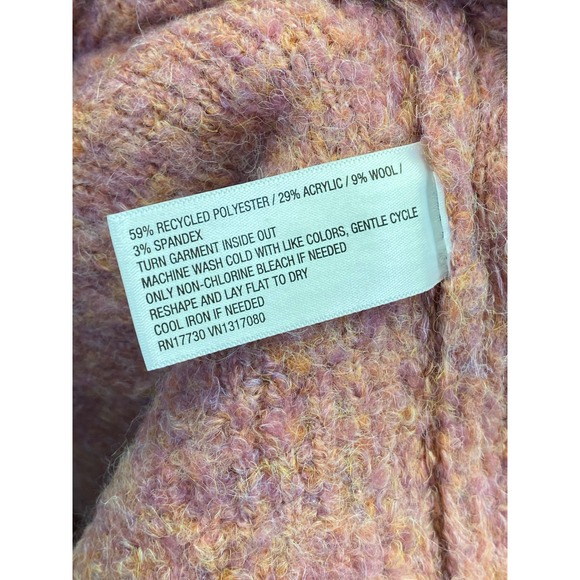 59% RECYCLED POLYESTER / 29% ACRYLIC / 9% WOOL /
3% SPANDEX
TURN GARMENT INSIDE OUT
MACHINE WASH COLD WITH LIKE COLORS, GENTLE CYCLE
ONLY NON-CHLORINE BLEACH IF NEEDED
RESHAPE AND LAY FLAT TO DRY
COOL IRON IF NEEDED
RN17730 VN1317080